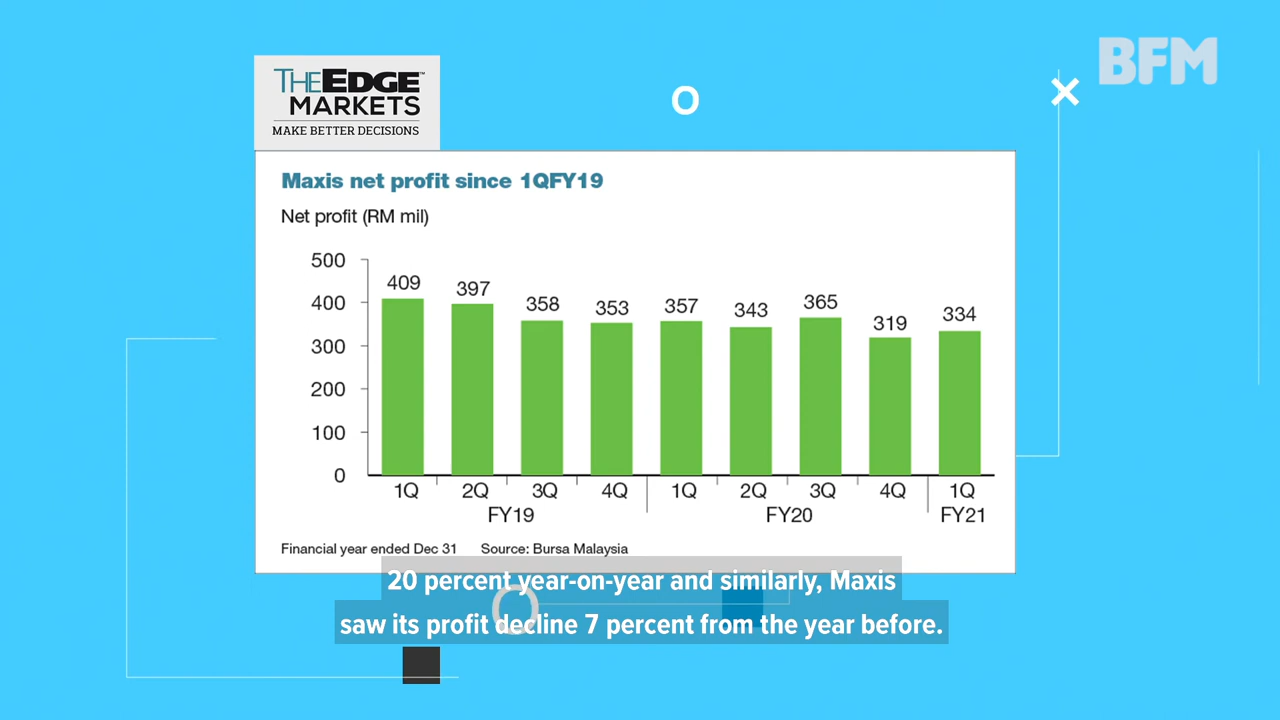 BFM
THE EDGE™
MARKETS
MAKE BETTER DECISIONS
Maxis net profit since 1QFY19
Net profit (RM mil)
500
400
300
200
100
0
409
397
358
353
357
343
365
319
334
1Q 2Q 3Q 4Q 1Q 2Q 3Q 4Q 1Q
FY19 FY20 FY21
Financial year ended Dec 31 Source: Bursa Malaysia
20 percent year-on-year and similarly, Maxis
saw its profit decline 7 percent from the year before.